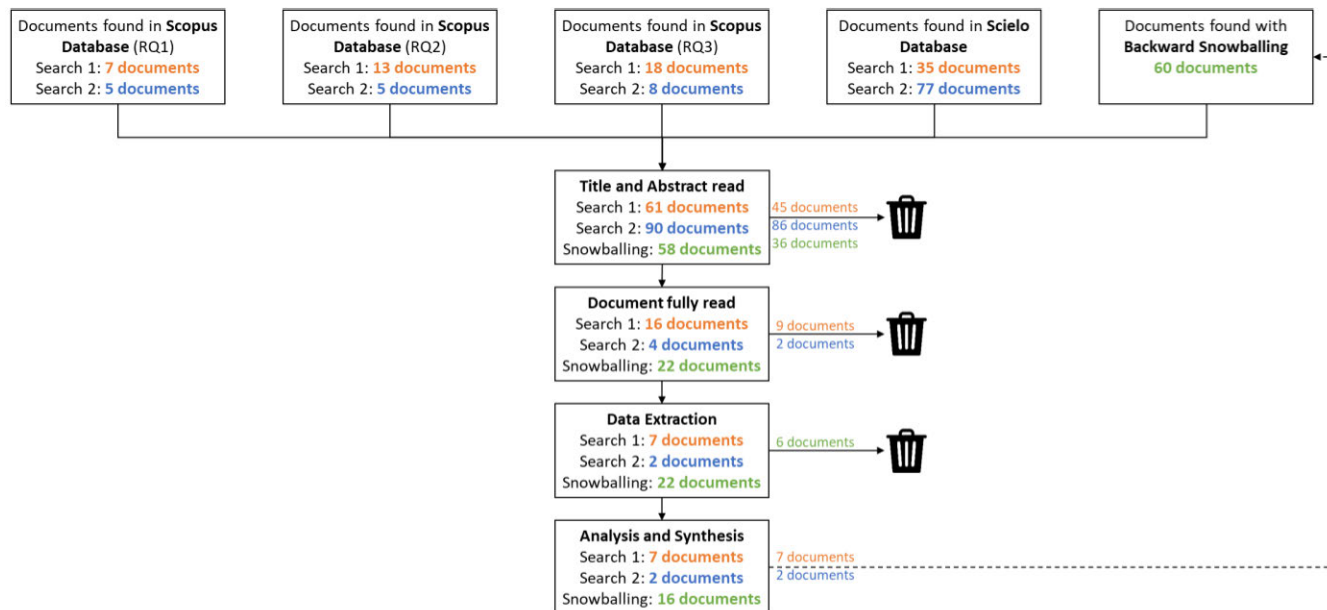 Documents found in Scopus
Database (RQ1)
Search 1: 7 documents
Search 2: 5 documents
Documents found in Scopus
Database (RQ2)
Search 1: 13 documents
Search 2: 5 documents
Documents found in Scopus
Database (RQ3)
Search 1: 18 documents
Search 2: 8 documents
Documents found in Scielo
Database
Search 1: 35 documents
Search 2: 77 documents
Documents found with
Backward Snowballing
60 documents
Title and Abstract read
Search 1: 61 documents
Search 2: 90 documents
Snowballing: 58 documents
45 documents
86 documents
36 documents
Document fully read
Search 1: 16 documents
Search 2: 4 documents
Snowballing: 22 documents
9 documents
2 documents
Data Extraction
Search 1: 7 documents
Search 2: 2 documents
Snowballing: 22 documents
6 documents
Analysis and Synthesis
Search 1: 7 documents
Search 2: 2 documents
Snowballing: 16 documents
7 documents
2 documents